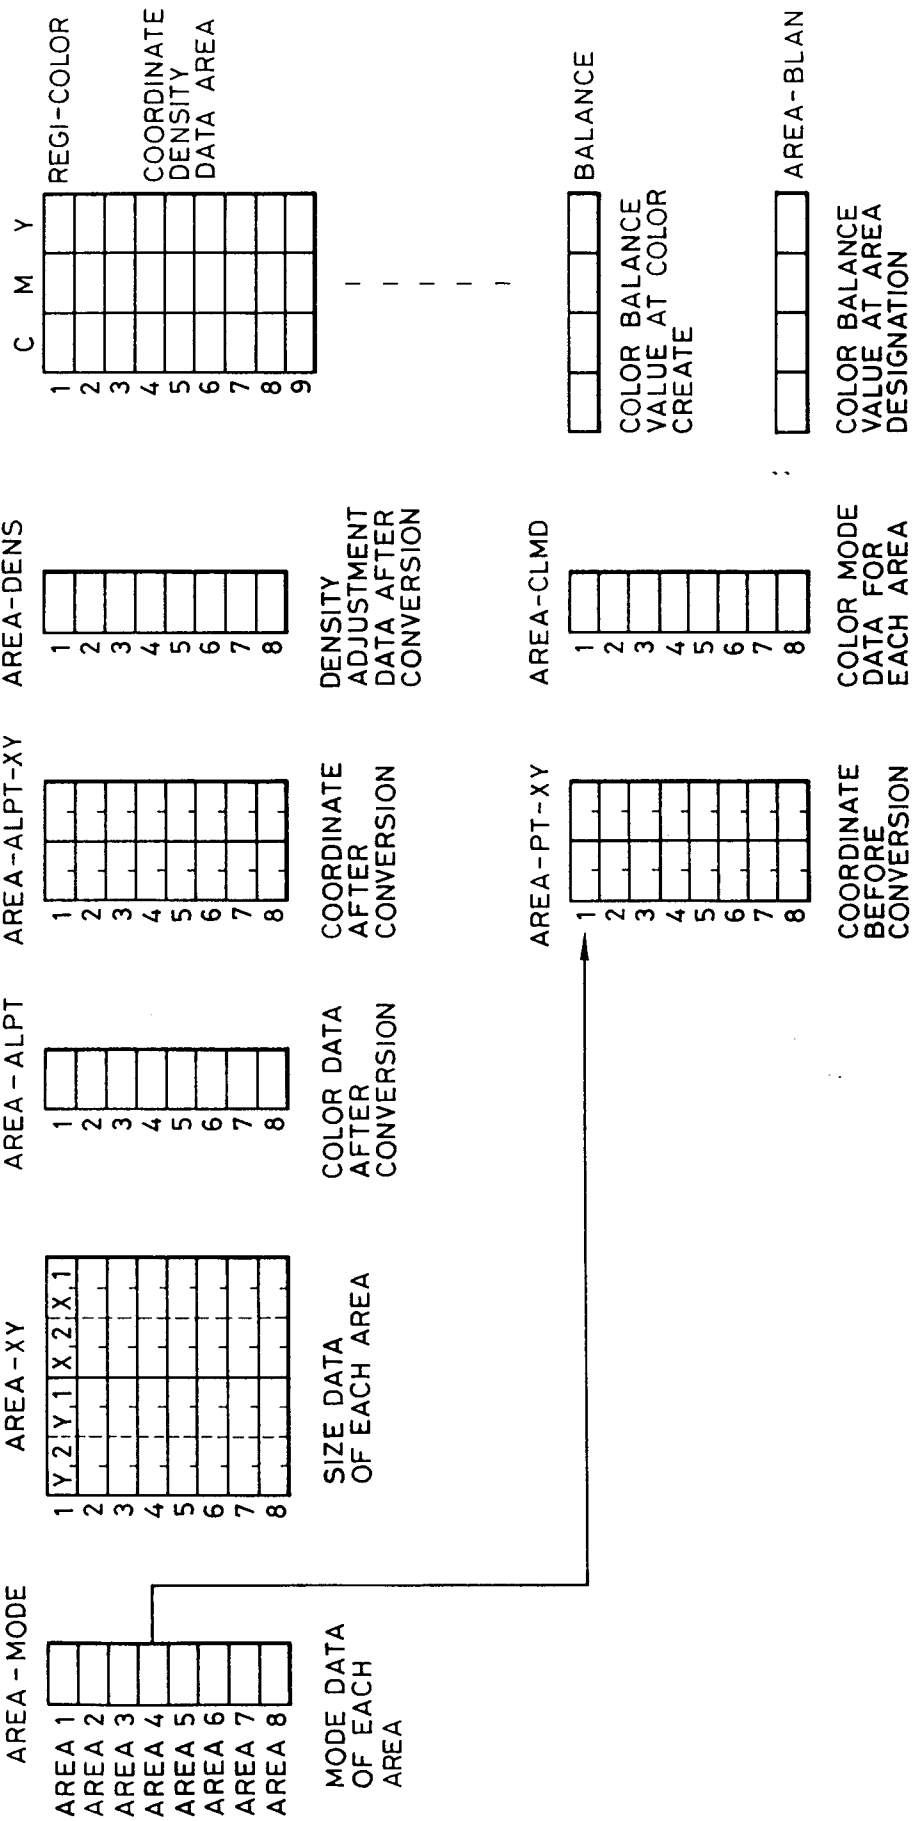 AREA-MODE
AREA 1
AREA 2
AREA 3
AREA 4
AREA 5
AREA 6
AREA 7
AREA 8
MODE DATA
OF EACH
AREA
AREA-XY
Y 2 Y 1 X 2 X 1
1
2
3
4
5
6
7
8
SIZE DATA
OF EACH AREA
AREA-ALPT
1
2
3
4
5
6
7
8
COLOR DATA
AFTER
CONVERSION
AREA-ALPT-XY
1
2
3
4
5
6
7
8
COORDINATE
AFTER
CONVERSION
AREA-DENS
1
2
3
4
5
6
7
8
DENSITY
ADJUSTMENT
DATA AFTER
CONVERSION
C M Y
1
2
3
4
5
6
7
8
9
REGI-COLOR
COORDINATE
DENSITY
DATA AREA
AREA-PT-XY
1
2
3
4
5
6
7
8
COORDINATE
BEFORE
CONVERSION
AREA-CLMD
1
2
3
4
5
6
7
8
COLOR MODE
DATA FOR
EACH AREA
BALANCE
COLOR BALANCE
VALUE AT COLOR
CREATE
AREA-BLAN
COLOR BALANCE
VALUE AT AREA
DESIGNATION